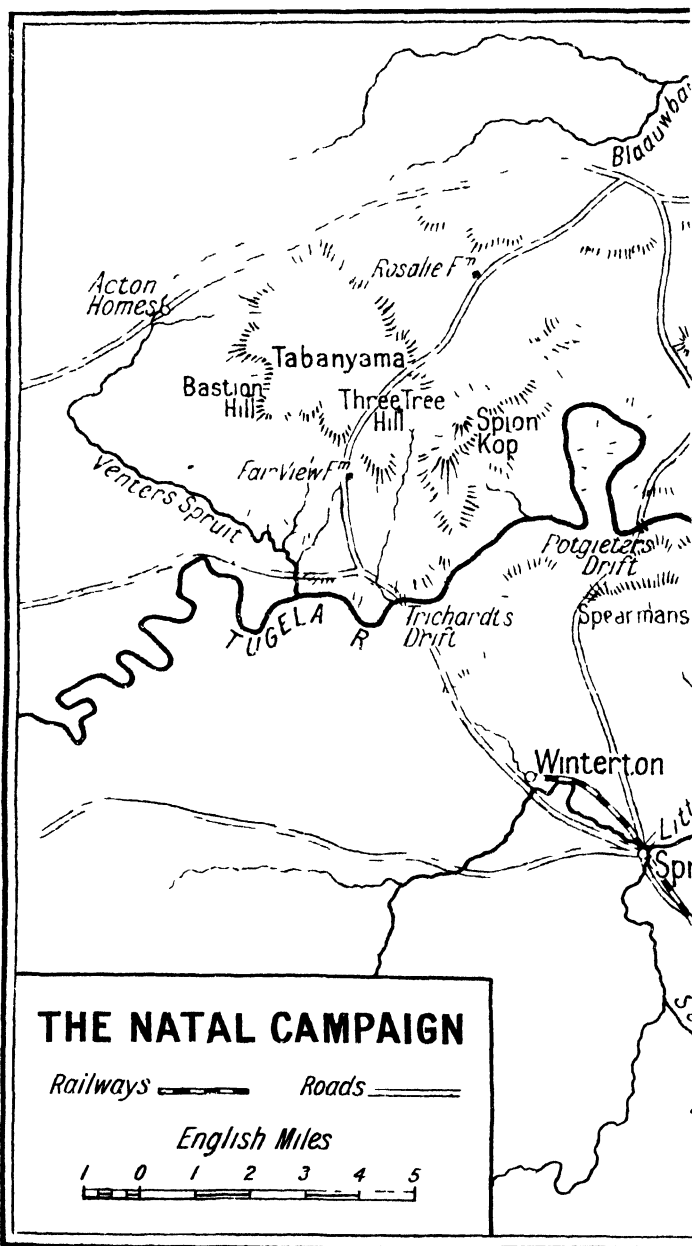 Acton
Homes
Rosalie Fm
Tabanyama
Bastion
Hill
Three Tree
Hill
Spion
Kop
Fair View Fm
Venters Spruit
Potgieters
Drift
TUGELA R
Trichardts
Drift
Spearmans
Winterton
THE NATAL CAMPAIGN
Railways Roads
English Miles
1 0 1 2 3 4 5